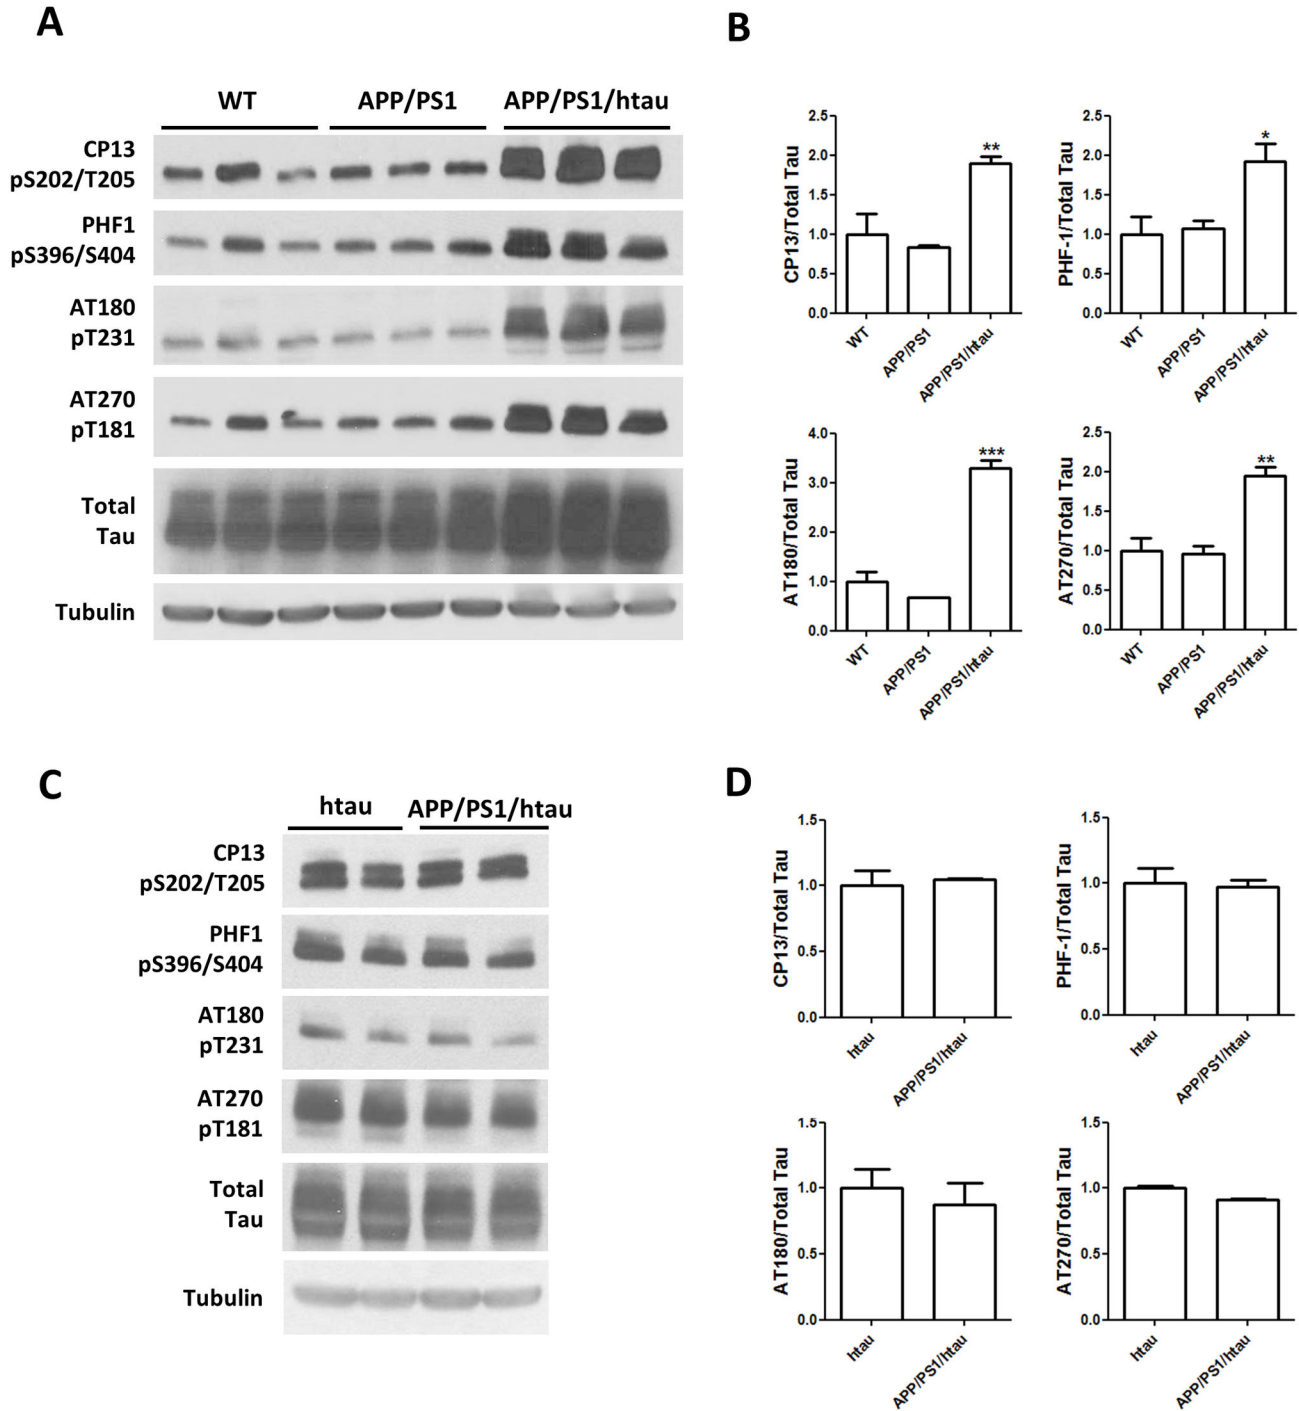 A
WT
APP/PS1
APP/PS1/htau
CP13
pS202/T205
PHF1
pS396/S404
AT180
pT231
AT270
pT181
Total
Tau
Tubulin
B
CP13/Total Tau
2.5
2.0
1.5
1.0
0.5
0.0
**
WT
APP/PS1
APP/PS1/htau
PHF-1/Total Tau
2.5
2.0
1.5
1.0
0.5
0.0
*
WT
APP/PS1
APP/PS1/htau
AT180/Total Tau
4.0
3.0
2.0
1.0
0.0
***
WT
APP/PS1
APP/PS1/htau
AT270/Total Tau
2.5
2.0
1.5
1.0
0.5
0.0
**
WT
APP/PS1
APP/PS1/htau
C
htau
APP/PS1/htau
CP13
pS202/T205
PHF1
pS396/S404
AT180
pT231
AT270
pT181
Total
Tau
Tubulin
D
CP13/Total Tau
1.5
1.0
0.5
0.0
htau
APP/PS1/htau
PHF-1/Total Tau
1.5
1.0
0.5
0.0
htau
APP/PS1/htau
AT180/Total Tau
1.5
1.0
0.5
0.0
htau
APP/PS1/htau
AT270/Total Tau
1.5
1.0
0.5
0.0
htau
APP/PS1/htau